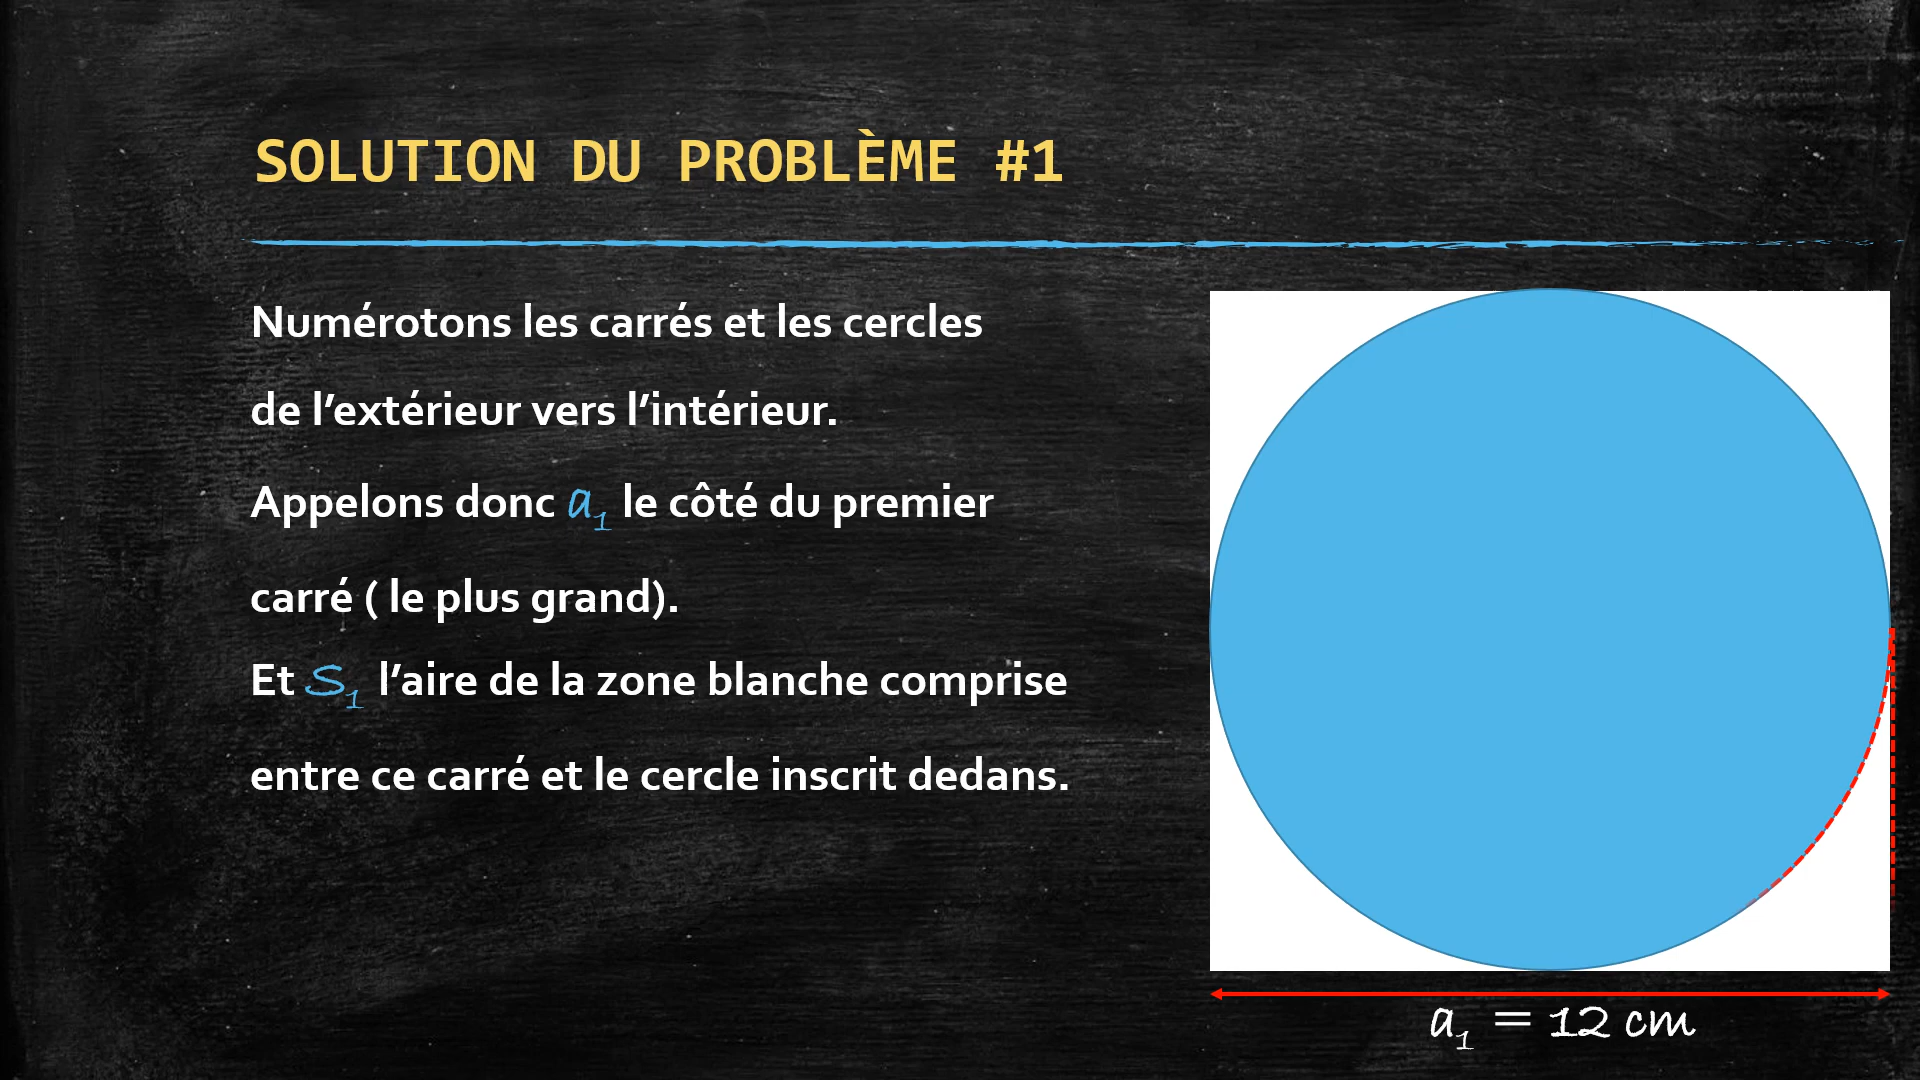 SOLUTION DU PROBLÈME #1
Numérotons les carrés et les cercles
de l’extérieur vers l’intérieur.
Appelons donc a₁ le côté du premier
carré ( le plus grand).
Et S₁ l’aire de la zone blanche comprise
entre ce carré et le cercle inscrit dedans.
a₁ = 12 cm